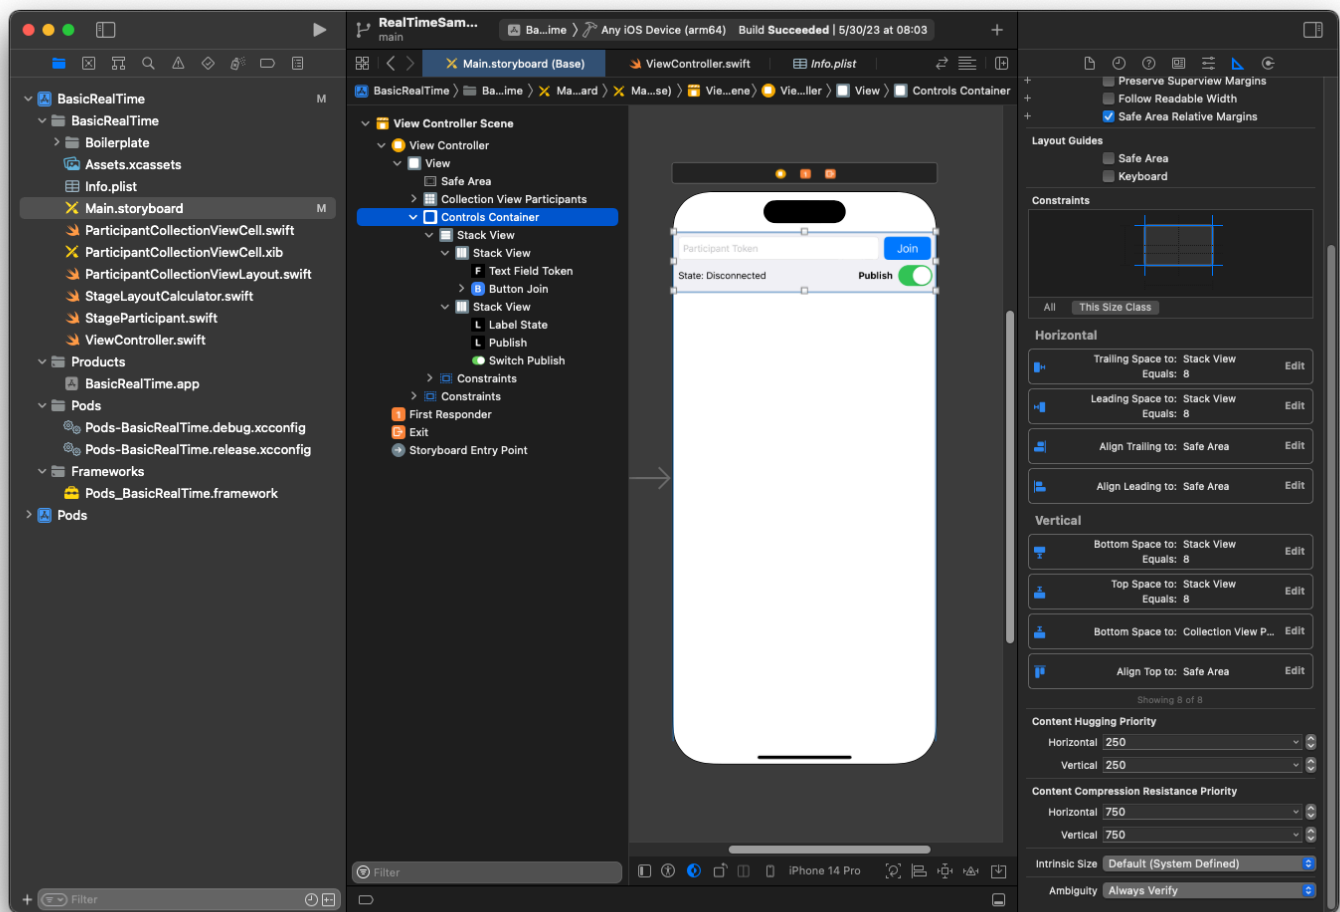 RealTimeSam...
main
Ba...ime 〉 Any iOS Device (arm64) Build Succeeded | 5/30/23 at 08:03
Main.storyboard (Base)
ViewController.swift
Info.plist
BasicRealTime 〉 Ba...ime 〉 Ma...ard 〉 Ma...se) 〉 Vie...ene 〉 Vie...ller 〉 View 〉 Controls Container
BasicRealTime M
BasicRealTime
Boilerplate
Assets.xcassets
Info.plist
Main.storyboard M
ParticipantCollectionViewCell.swift
ParticipantCollectionViewCell.xib
ParticipantCollectionViewLayout.swift
StageLayoutCalculator.swift
StageParticipant.swift
ViewController.swift
Products
BasicRealTime.app
Pods
Pods-BasicRealTime.debug.xcconfig
Pods-BasicRealTime.release.xcconfig
Frameworks
Pods_BasicRealTime.framework
Pods
Filter
View Controller Scene
View Controller
View
Safe Area
Collection View Participants
Controls Container
Stack View
Stack View
F Text Field Token
B Button Join
Stack View
L Label State
L Publish
Switch Publish
Constraints
Constraints
1 First Responder
Exit
Storyboard Entry Point
Filter
Participant Token
Join
State: Disconnected
Publish
iPhone 14 Pro
Preserve Superview Margins
Follow Readable Width
Safe Area Relative Margins
Layout Guides
Safe Area
Keyboard
Constraints
All This Size Class
Horizontal
Trailing Space to: Stack View
Equals: 8
Edit
Leading Space to: Stack View
Equals: 8
Edit
Align Trailing to: Safe Area Edit
Align Leading to: Safe Area Edit
Vertical
Bottom Space to: Stack View
Equals: 8
Edit
Top Space to: Stack View
Equals: 8
Edit
Bottom Space to: Collection View P... Edit
Align Top to: Safe Area Edit
Showing 8 of 8
Content Hugging Priority
Horizontal 250
Vertical 250
Content Compression Resistance Priority
Horizontal 750
Vertical 750
Intrinsic Size Default (System Defined)
Ambiguity Always Verify